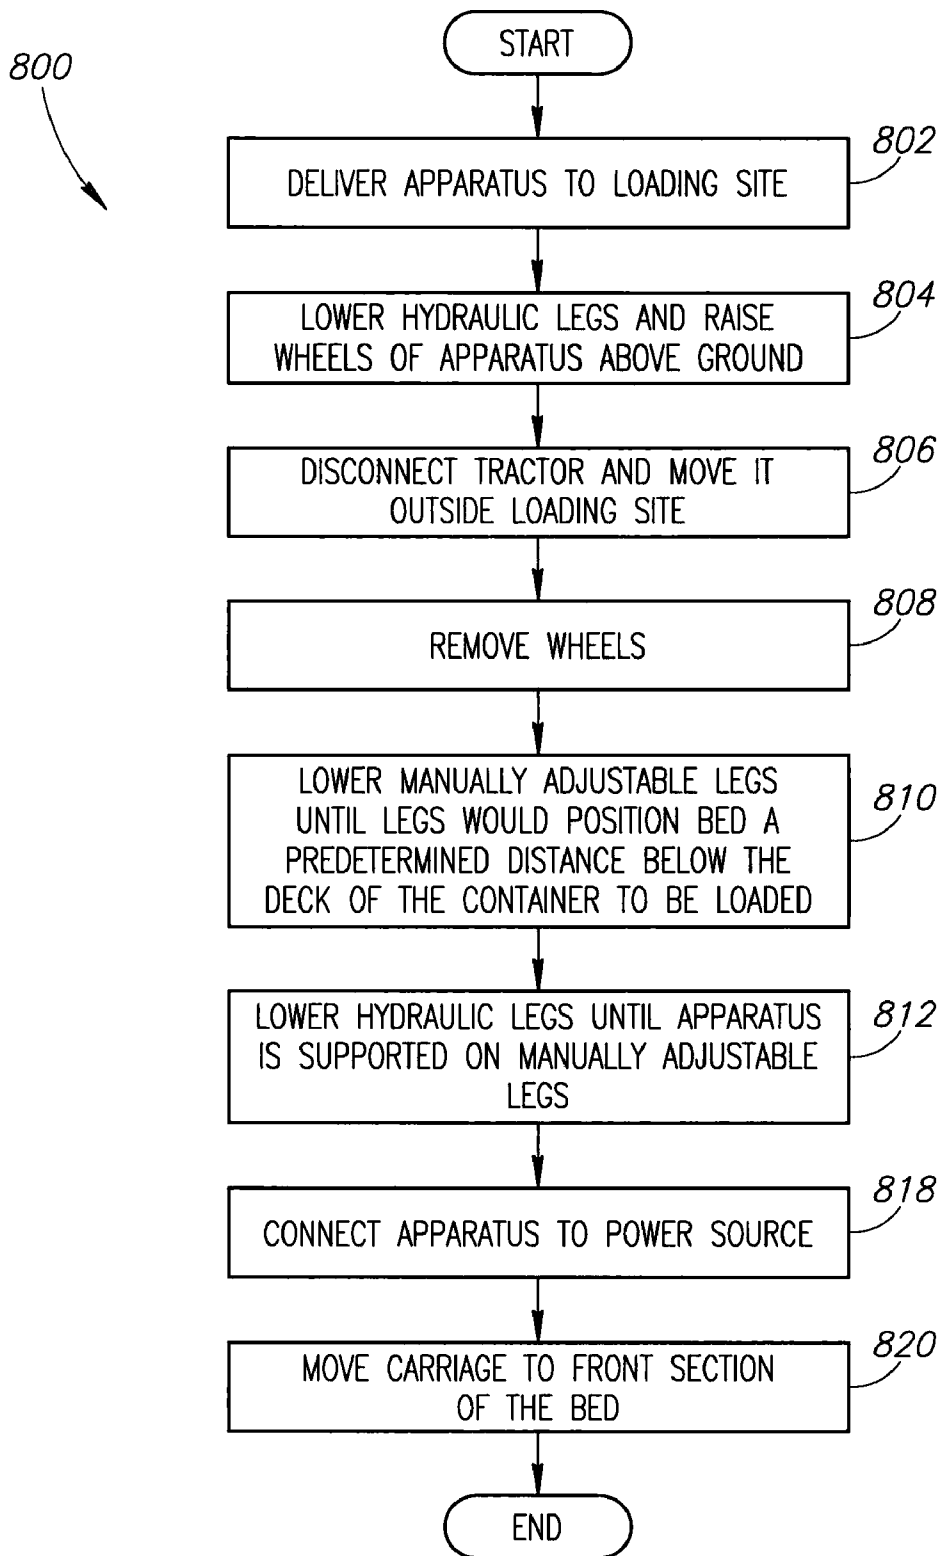 START
800
802
DELIVER APPARATUS TO LOADING SITE
804
LOWER HYDRAULIC LEGS AND RAISE
WHEELS OF APPARATUS ABOVE GROUND
806
DISCONNECT TRACTOR AND MOVE IT
OUTSIDE LOADING SITE
808
REMOVE WHEELS
810
LOWER MANUALLY ADJUSTABLE LEGS
UNTIL LEGS WOULD POSITION BED A
PREDETERMINED DISTANCE BELOW THE
DECK OF THE CONTAINER TO BE LOADED
812
LOWER HYDRAULIC LEGS UNTIL APPARATUS
IS SUPPORTED ON MANUALLY ADJUSTABLE
LEGS
818
CONNECT APPARATUS TO POWER SOURCE
820
MOVE CARRIAGE TO FRONT SECTION
OF THE BED
END